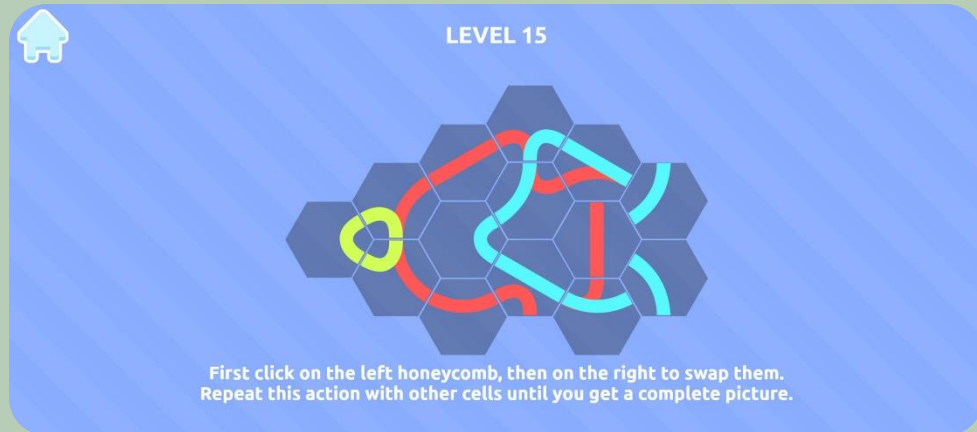 LEVEL 15
First click on the left honeycomb, then on the right to swap them.
Repeat this action with other cells until you get a complete picture.